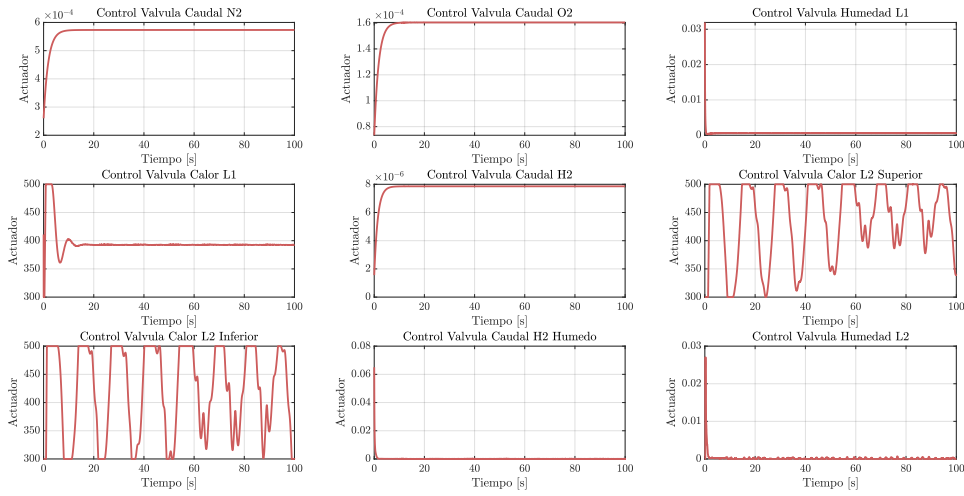 Control Valvula Caudal N2
×10⁻⁴
6
5
4
3
2
Actuador
0 20 40 60 80 100
Tiempo [s]
Control Valvula Caudal O2
×10⁻⁴
1.6
1.4
1.2
1
0.8
Actuador
0 20 40 60 80 100
Tiempo [s]
Control Valvula Humedad L1
0.03
0.02
0.01
0
Actuador
0 20 40 60 80 100
Tiempo [s]
Control Valvula Calor L1
500
450
400
350
300
Actuador
0 20 40 60 80 100
Tiempo [s]
Control Valvula Caudal H2
×10⁻⁶
8
6
4
2
0
Actuador
0 20 40 60 80 100
Tiempo [s]
Control Valvula Calor L2 Superior
500
450
400
350
300
Actuador
0 20 40 60 80 100
Tiempo [s]
Control Valvula Calor L2 Inferior
500
450
400
350
300
Actuador
0 20 40 60 80 100
Tiempo [s]
Control Valvula Caudal H2 Humedo
0.08
0.06
0.04
0.02
0
Actuador
0 20 40 60 80 100
Tiempo [s]
Control Valvula Humedad L2
0.03
0.02
0.01
0
Actuador
0 20 40 60 80 100
Tiempo [s]